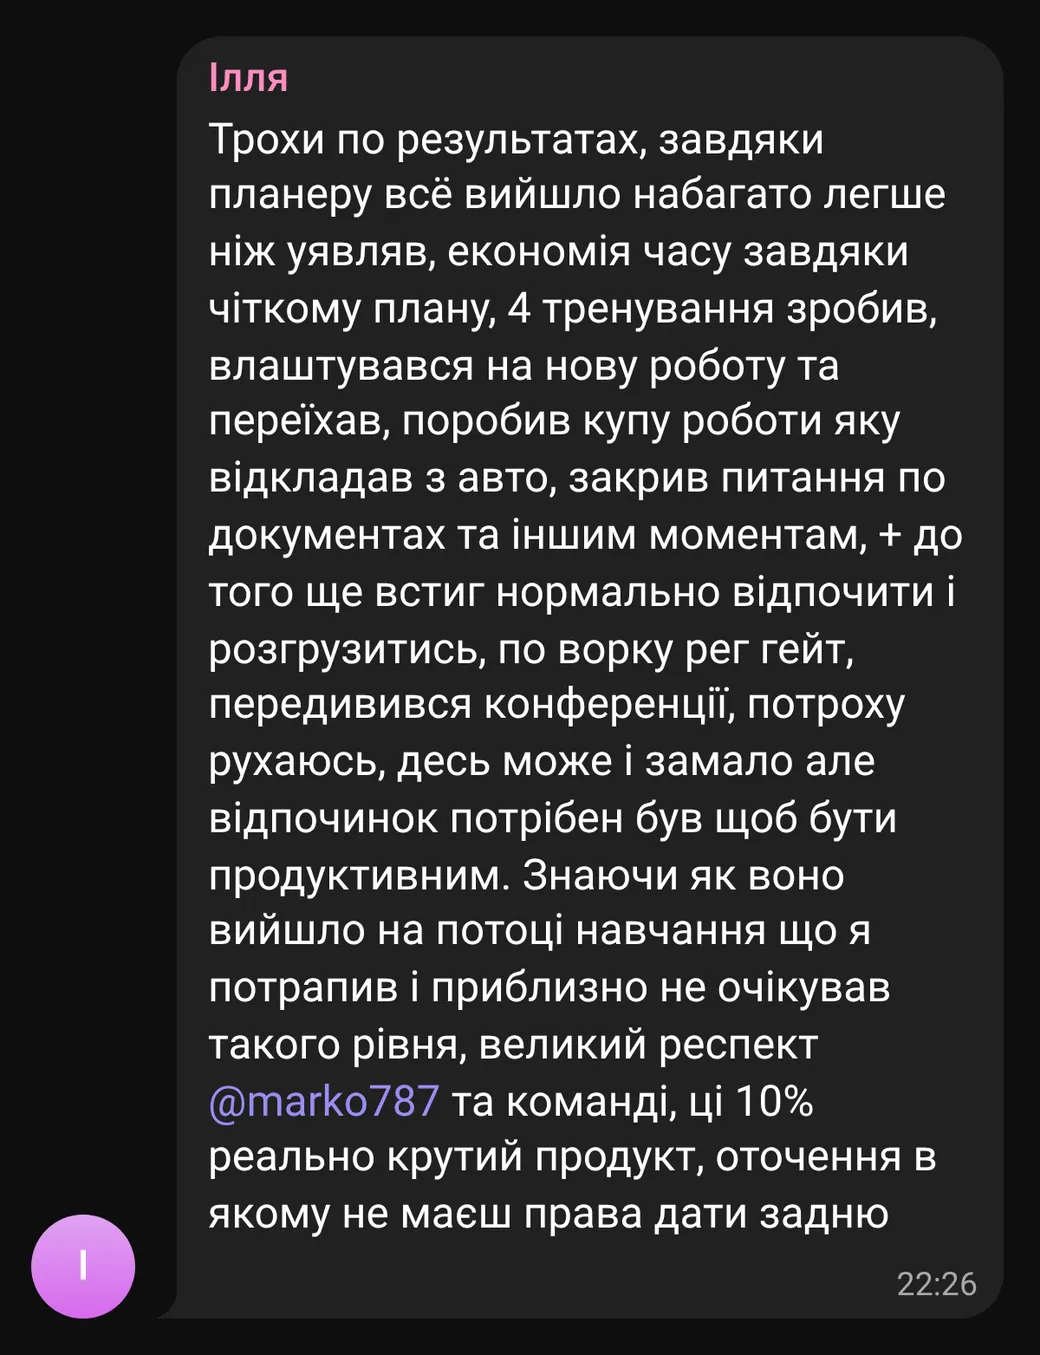 Ілля
Трохи по результатах, завдяки
планеру всё вийшло набагато легше
ніж уявляв, економія часу завдяки
чіткому плану, 4 тренування зробив,
влаштувався на нову роботу та
переїхав, поробив купу роботи яку
відкладав з авто, закрив питання по
документах та іншим моментам, + до
того ще встиг нормально відпочити і
розгрузитись, по ворку рег гейт,
передивився конференції, потроху
рухаюсь, десь може і замало але
відпочинок потрібен був щоб бути
продуктивним. Знаючи як воно
вийшло на потоці навчання що я
потрапив і приблизно не очікував
такого рівня, великий респект
@marko787 та команді, ці 10%
реально крутий продукт, оточення в
якому не маєш права дати задню
І
22:26